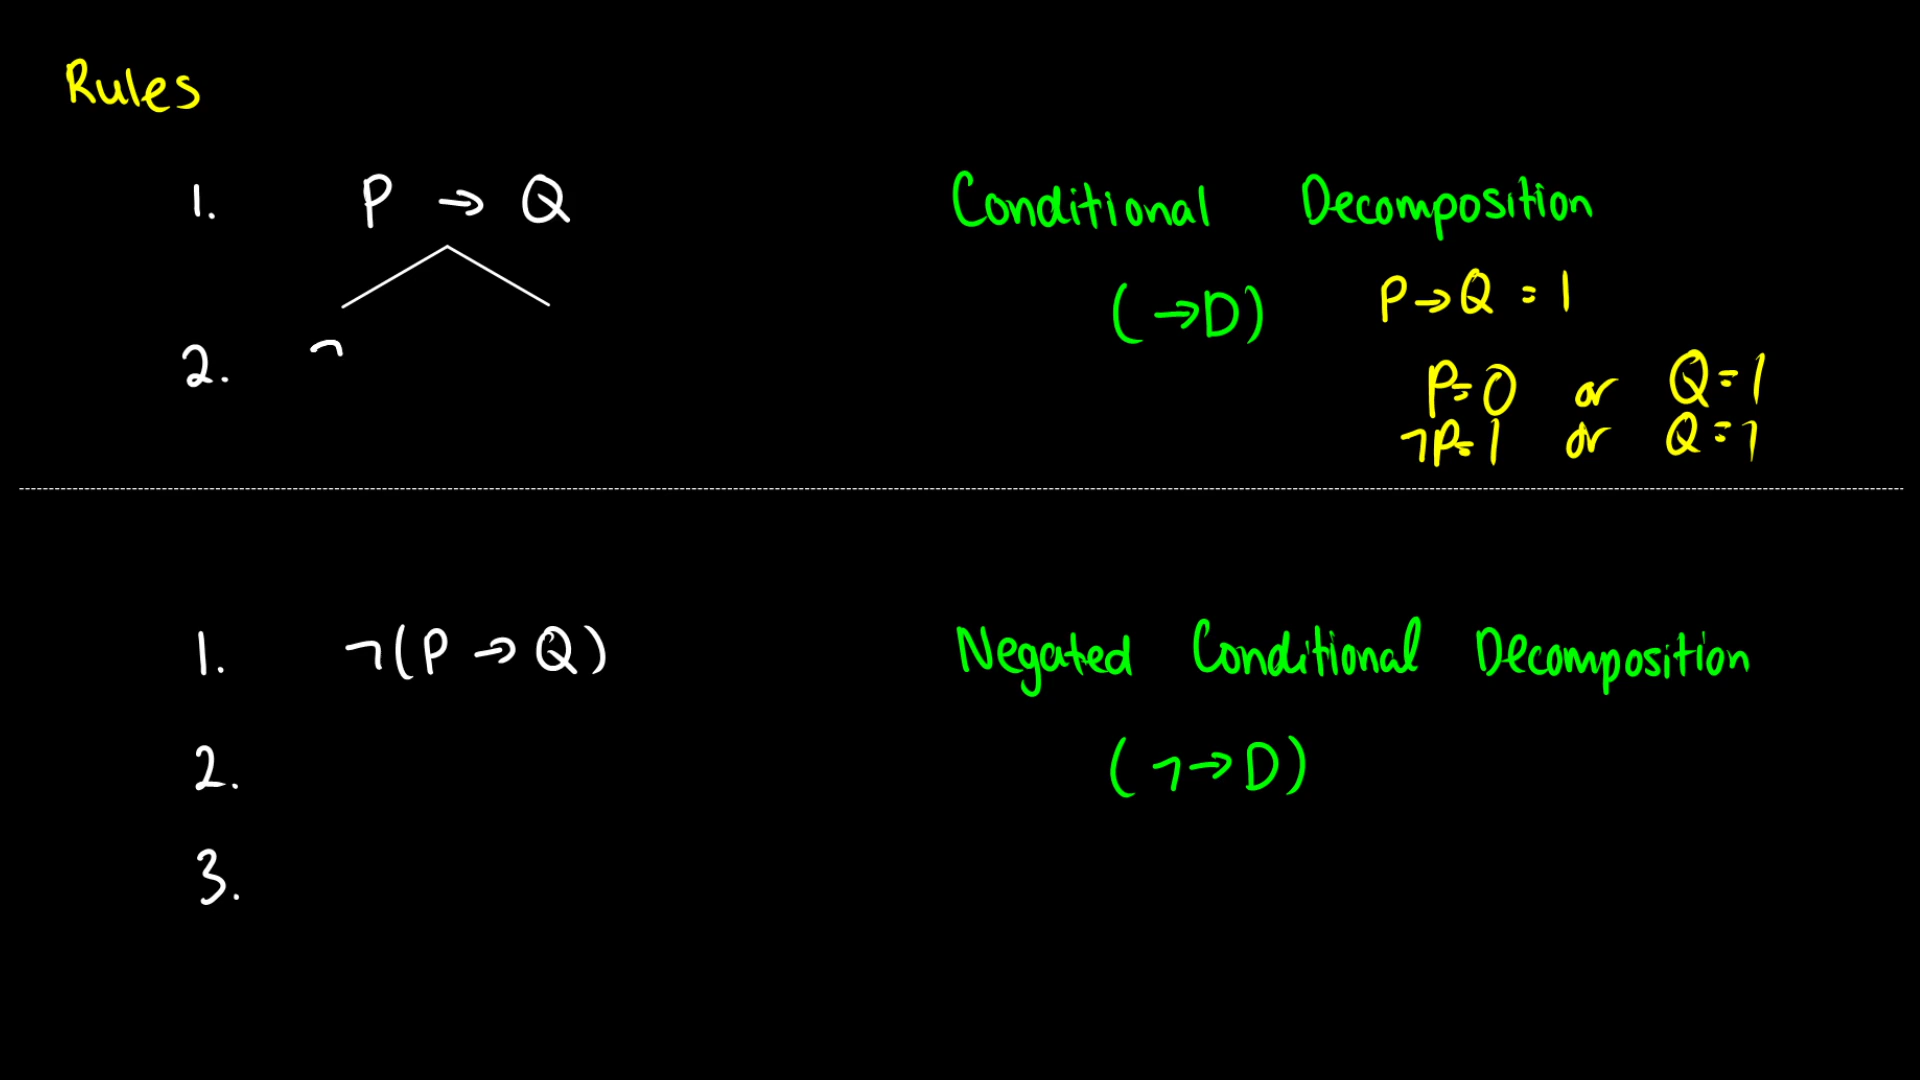 Rules
1. P → Q Conditional Decomposition
(→D) P→Q = 1
2. ¬ P=0 or Q=1
¬P=1 or Q=1
1. ¬(P → Q) Negated Conditional Decomposition
2. (¬→D)
3.